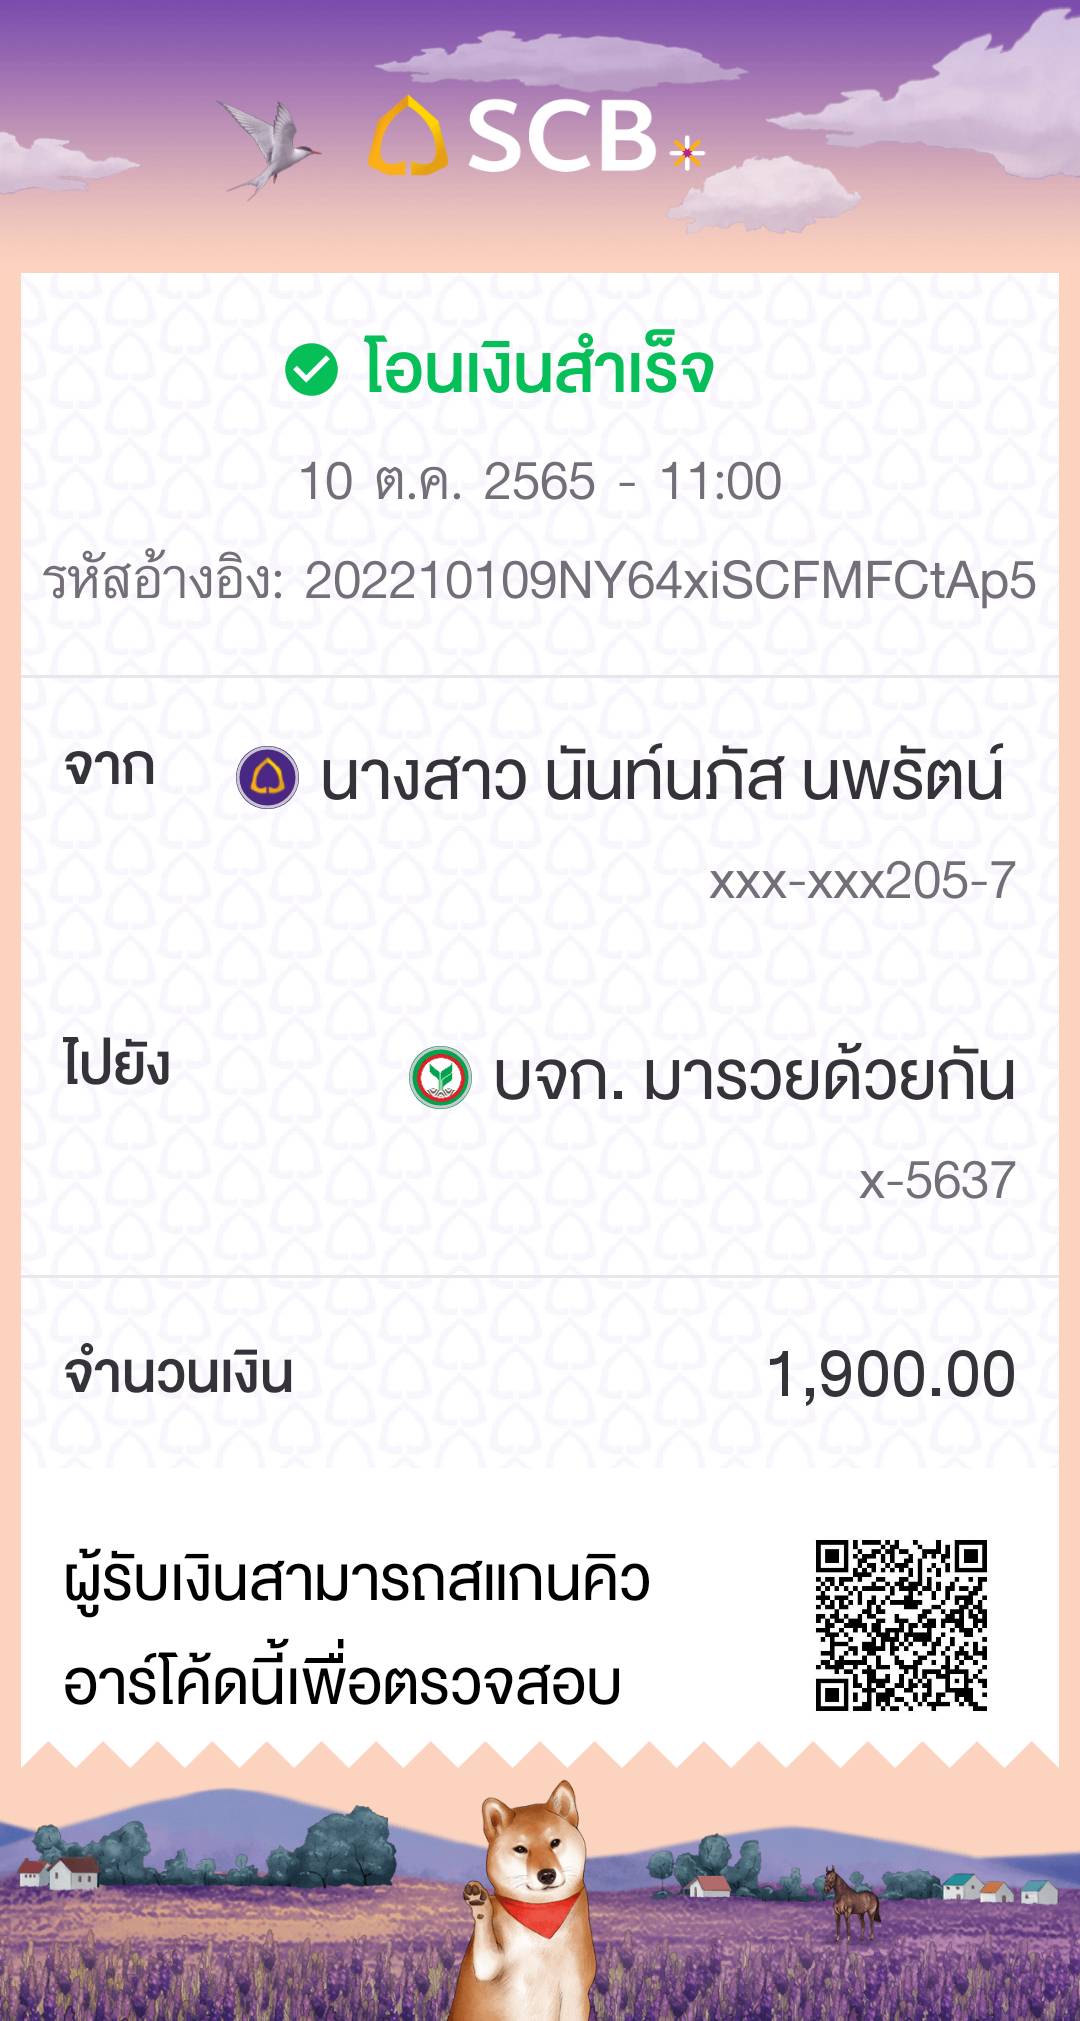 SCB
โอนเงินสำเร็จ
10 ต.ค. 2565 - 11:00
รหัสอ้างอิง: 202210109NY64xiSCFMFCtAp5
จาก นางสาว นันท์นภัส นพรัตน์
xxx-xxx205-7
ไปยัง บจก. มารวยด้วยกัน
x-5637
จำนวนเงิน 1,900.00
ผู้รับเงินสามารถสแกนคิว
อาร์โค้ดนี้เพื่อตรวจสอบ